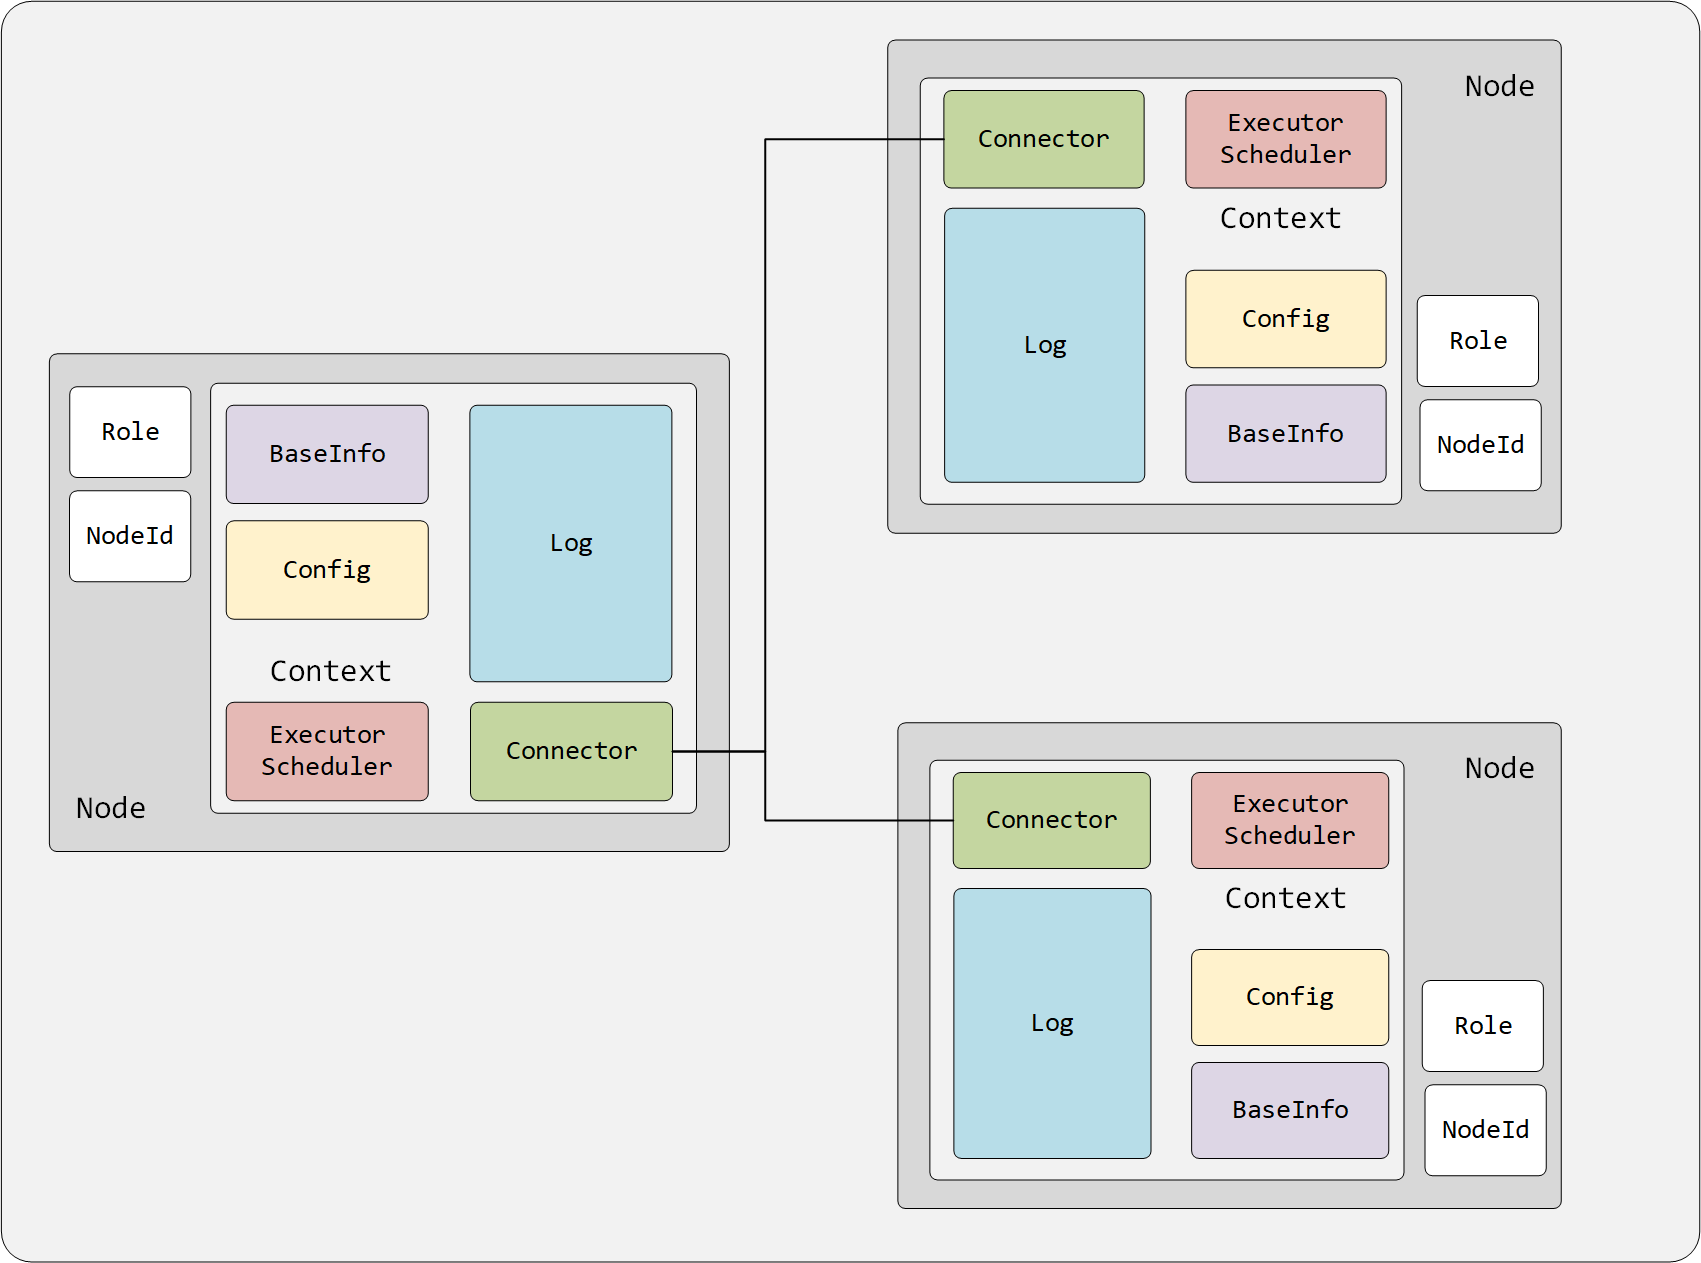 Role
NodeId
BaseInfo
Config
Context
Executor
Scheduler
Log
Connector
Node
Connector
Executor
Scheduler
Node
Context
Log
Config
BaseInfo
Role
NodeId
Connector
Executor
Scheduler
Node
Context
Log
Config
BaseInfo
Role
NodeId